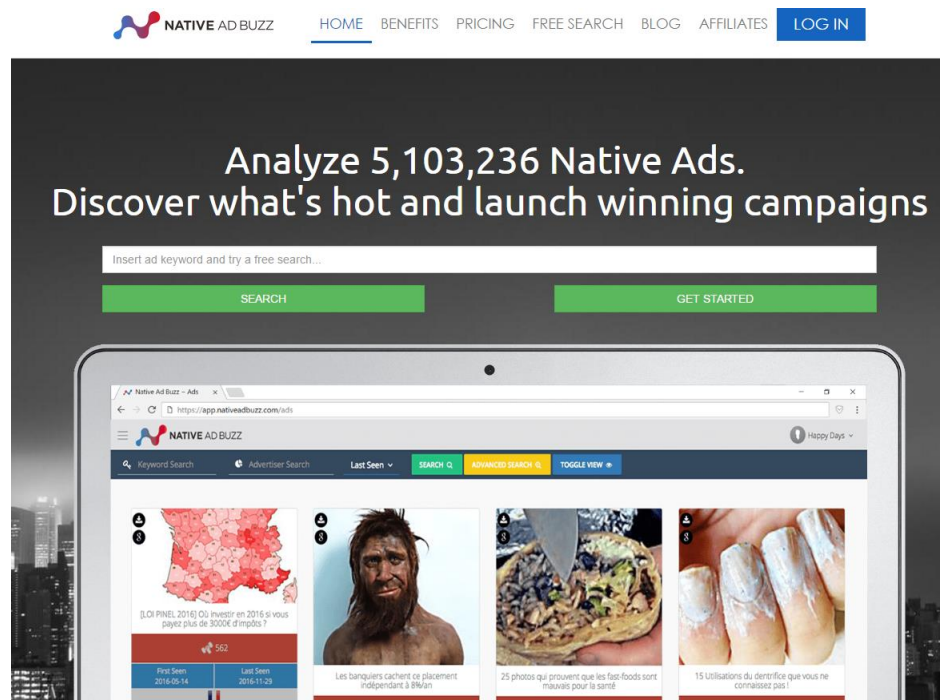 NATIVE AD BUZZ
HOME BENEFITS PRICING FREE SEARCH BLOG AFFILIATES LOG IN
Analyze 5,103,236 Native Ads.
Discover what's hot and launch winning campaigns
Insert ad keyword and try a free search...
SEARCH GET STARTED
Native Ad Buzz – Ads x
https://app.nativeadbuzz.com/ads
NATIVE AD BUZZ Happy Days
Keyword Search Advertiser Search Last Seen SEARCH ADVANCED SEARCH TOGGLE VIEW
[LOI PINEL 2016] Où investir en 2016 si vous
payez plus de 3000€ d'impôts ?
562
First Seen Last Seen
2016-05-14 2016-11-29
Les banquiers cachent ce placement
indépendant à 8%/an
25 photos qui prouvent que les fast-foods sont
mauvais pour la santé
15 Utilisations du dentifrice que vous ne
connaissez pas !